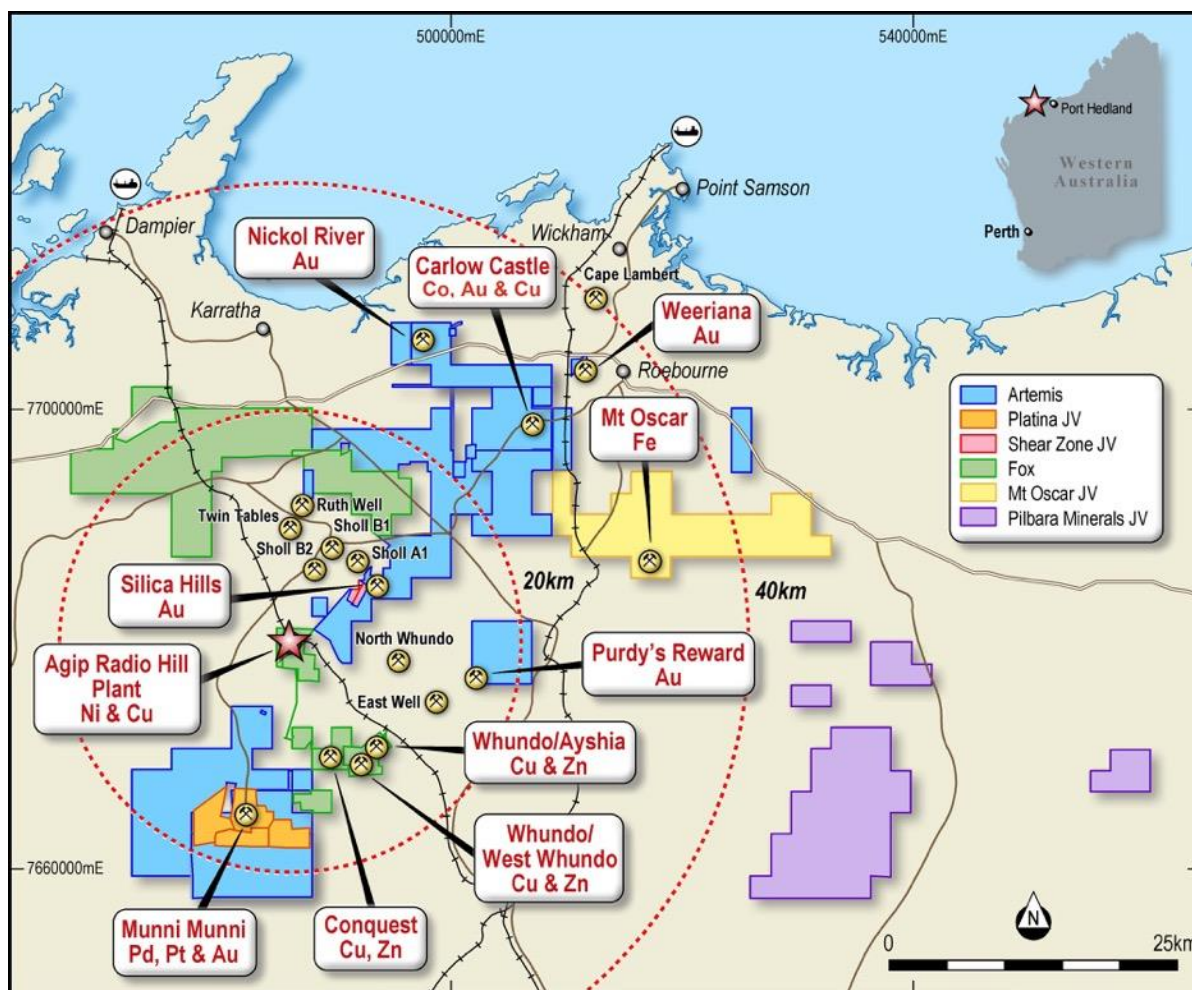 500000mE
540000mE
Port Hedland
Western
Australia
Perth
Point Samson
Dampier
Nickol River
Au
Wickham
Carlow Castle
Co, Au & Cu
Cape Lambert
Karratha
Weeriana
Au
Roebourne
7700000mE
Mt Oscar
Fe
Artemis
Platina JV
Shear Zone JV
Fox
Mt Oscar JV
Pilbara Minerals JV
Ruth Well
Twin Tables
Sholl B1
Sholl B2
Sholl A1
Silica Hills
Au
20km
40km
North Whundo
Agip Radio Hill
Plant
Ni & Cu
Purdy's Reward
Au
East Well
Whundo/Ayshia
Cu & Zn
Whundo/
West Whundo
Cu & Zn
7660000mE
Munni Munni
Pd, Pt & Au
Conquest
Cu, Zn
N
0
25km